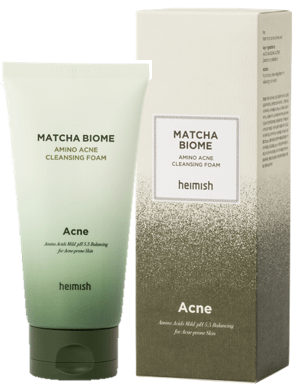 MATCHA BIOME
AMINO ACNE
CLEANSING FOAM
Acne
Amino Acids Mild pH 5.5 Balancing
for Acne-prone Skin
heimish
MATCHA
BIOME
AMINO ACNE
CLEANSING FOAM
heimish
Acne
Amino Acids Mild pH 5.5 Balancing
for Acne-prone Skin